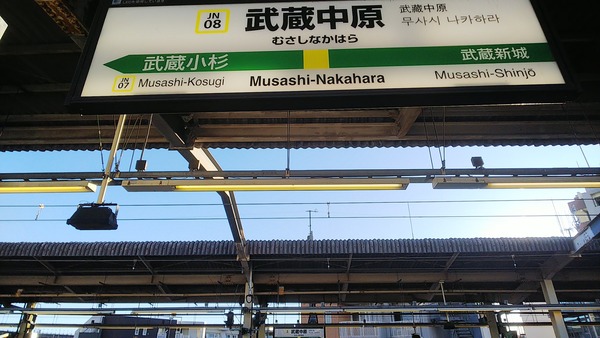 JN
08
武蔵中原
武藏中原
무사시 나카하라
むさしなかはら
武蔵小杉
武蔵新城
JN
07
Musashi-Kosugi
Musashi-Nakahara
Musashi-Shinjō